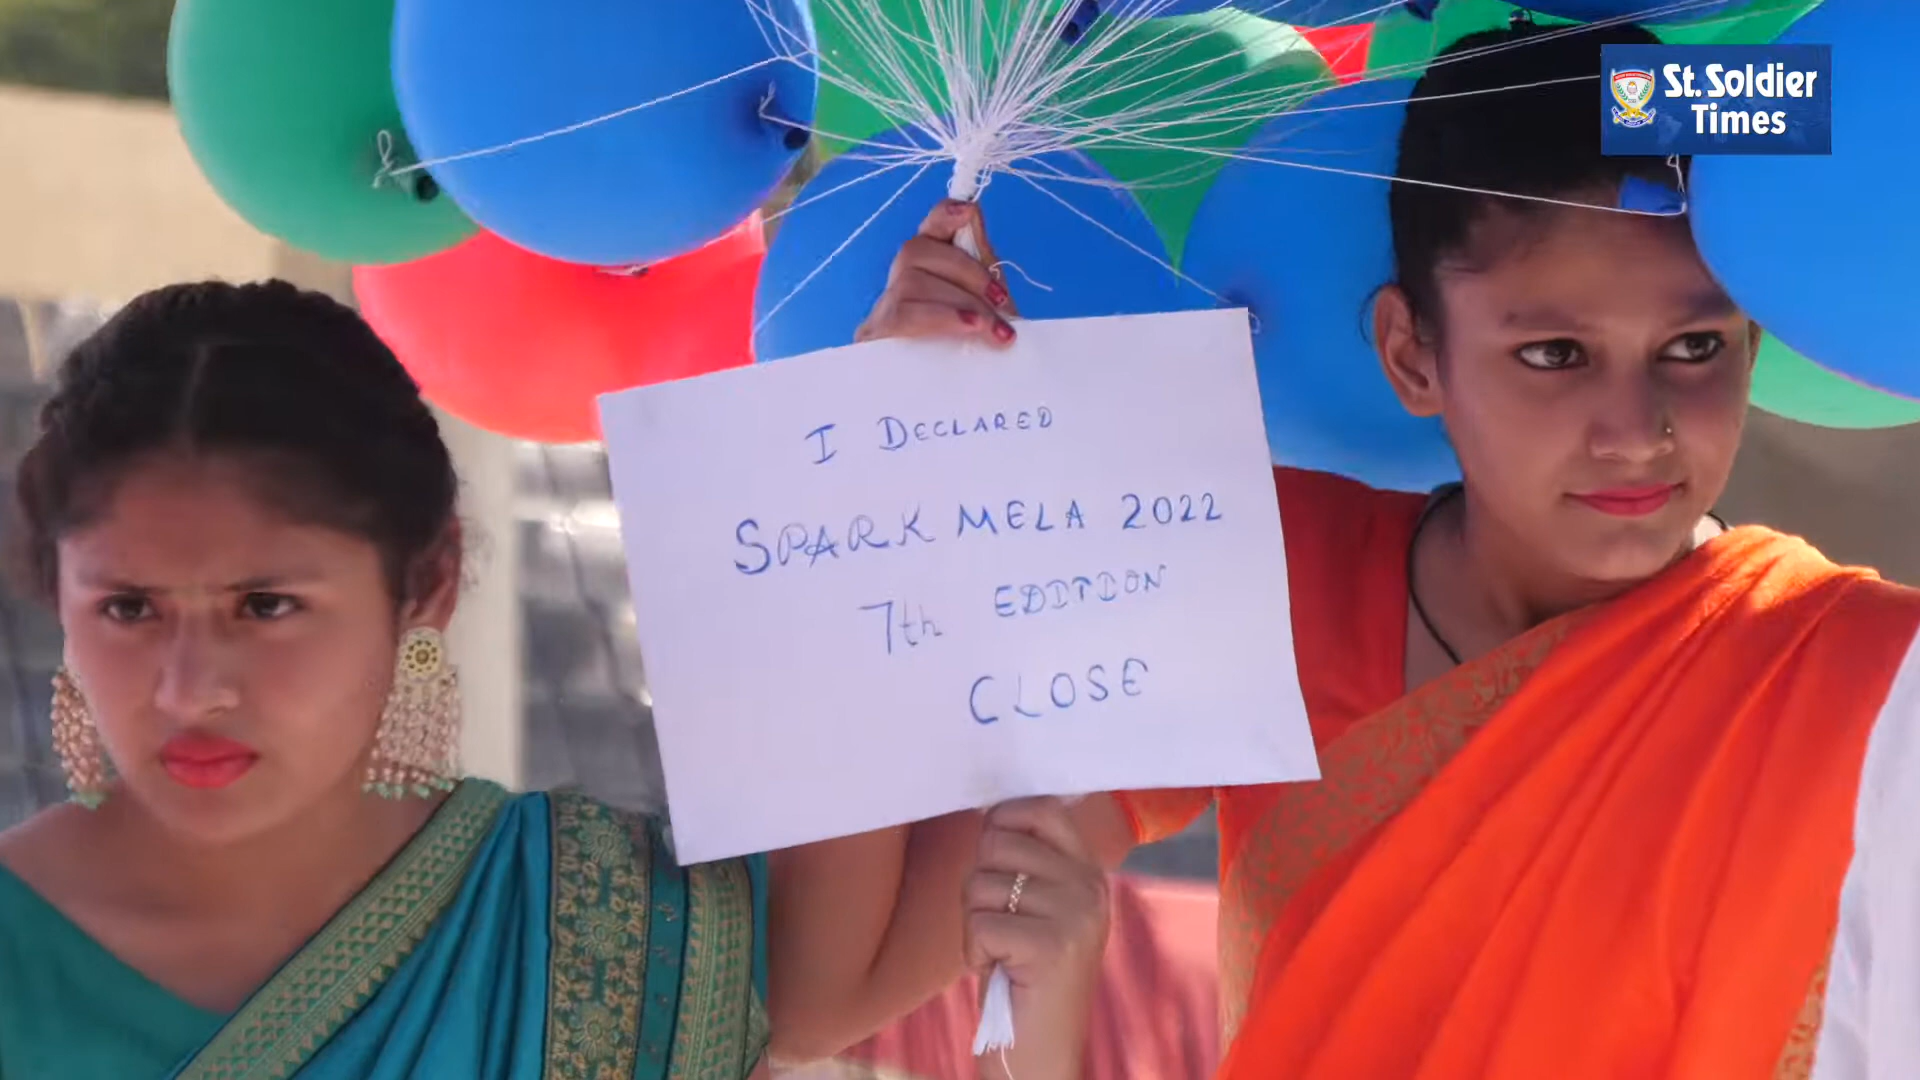 St. Soldier
Times
I DECLARED
SPARK MELA 2022
7th EDITION
CLOSE